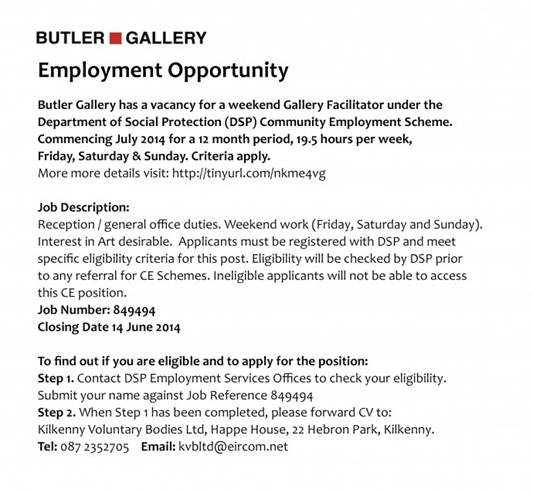 BUTLER GALLERY
Employment Opportunity
Butler Gallery has a vacancy for a weekend Gallery Facilitator under the
Department of Social Protection (DSP) Community Employment Scheme.
Commencing July 2014 for a 12 month period, 19.5 hours per week,
Friday, Saturday & Sunday. Criteria apply.
More more details visit: http://tinyurl.com/nkme4vg
Job Description:
Reception / general office duties. Weekend work (Friday, Saturday and Sunday).
Interest in Art desirable. Applicants must be registered with DSP and meet
specific eligibility criteria for this post. Eligibility will be checked by DSP prior
to any referral for CE Schemes. Ineligible applicants will not be able to access
this CE position.
Job Number: 849494
Closing Date 14 June 2014
To find out if you are eligible and to apply for the position:
Step 1. Contact DSP Employment Services Offices to check your eligibility.
Submit your name against Job Reference 849494
Step 2. When Step 1 has been completed, please forward CV to:
Kilkenny Voluntary Bodies Ltd, Happe House, 22 Hebron Park, Kilkenny.
Tel: 087 2352705 Email: kvbltd@eircom.net